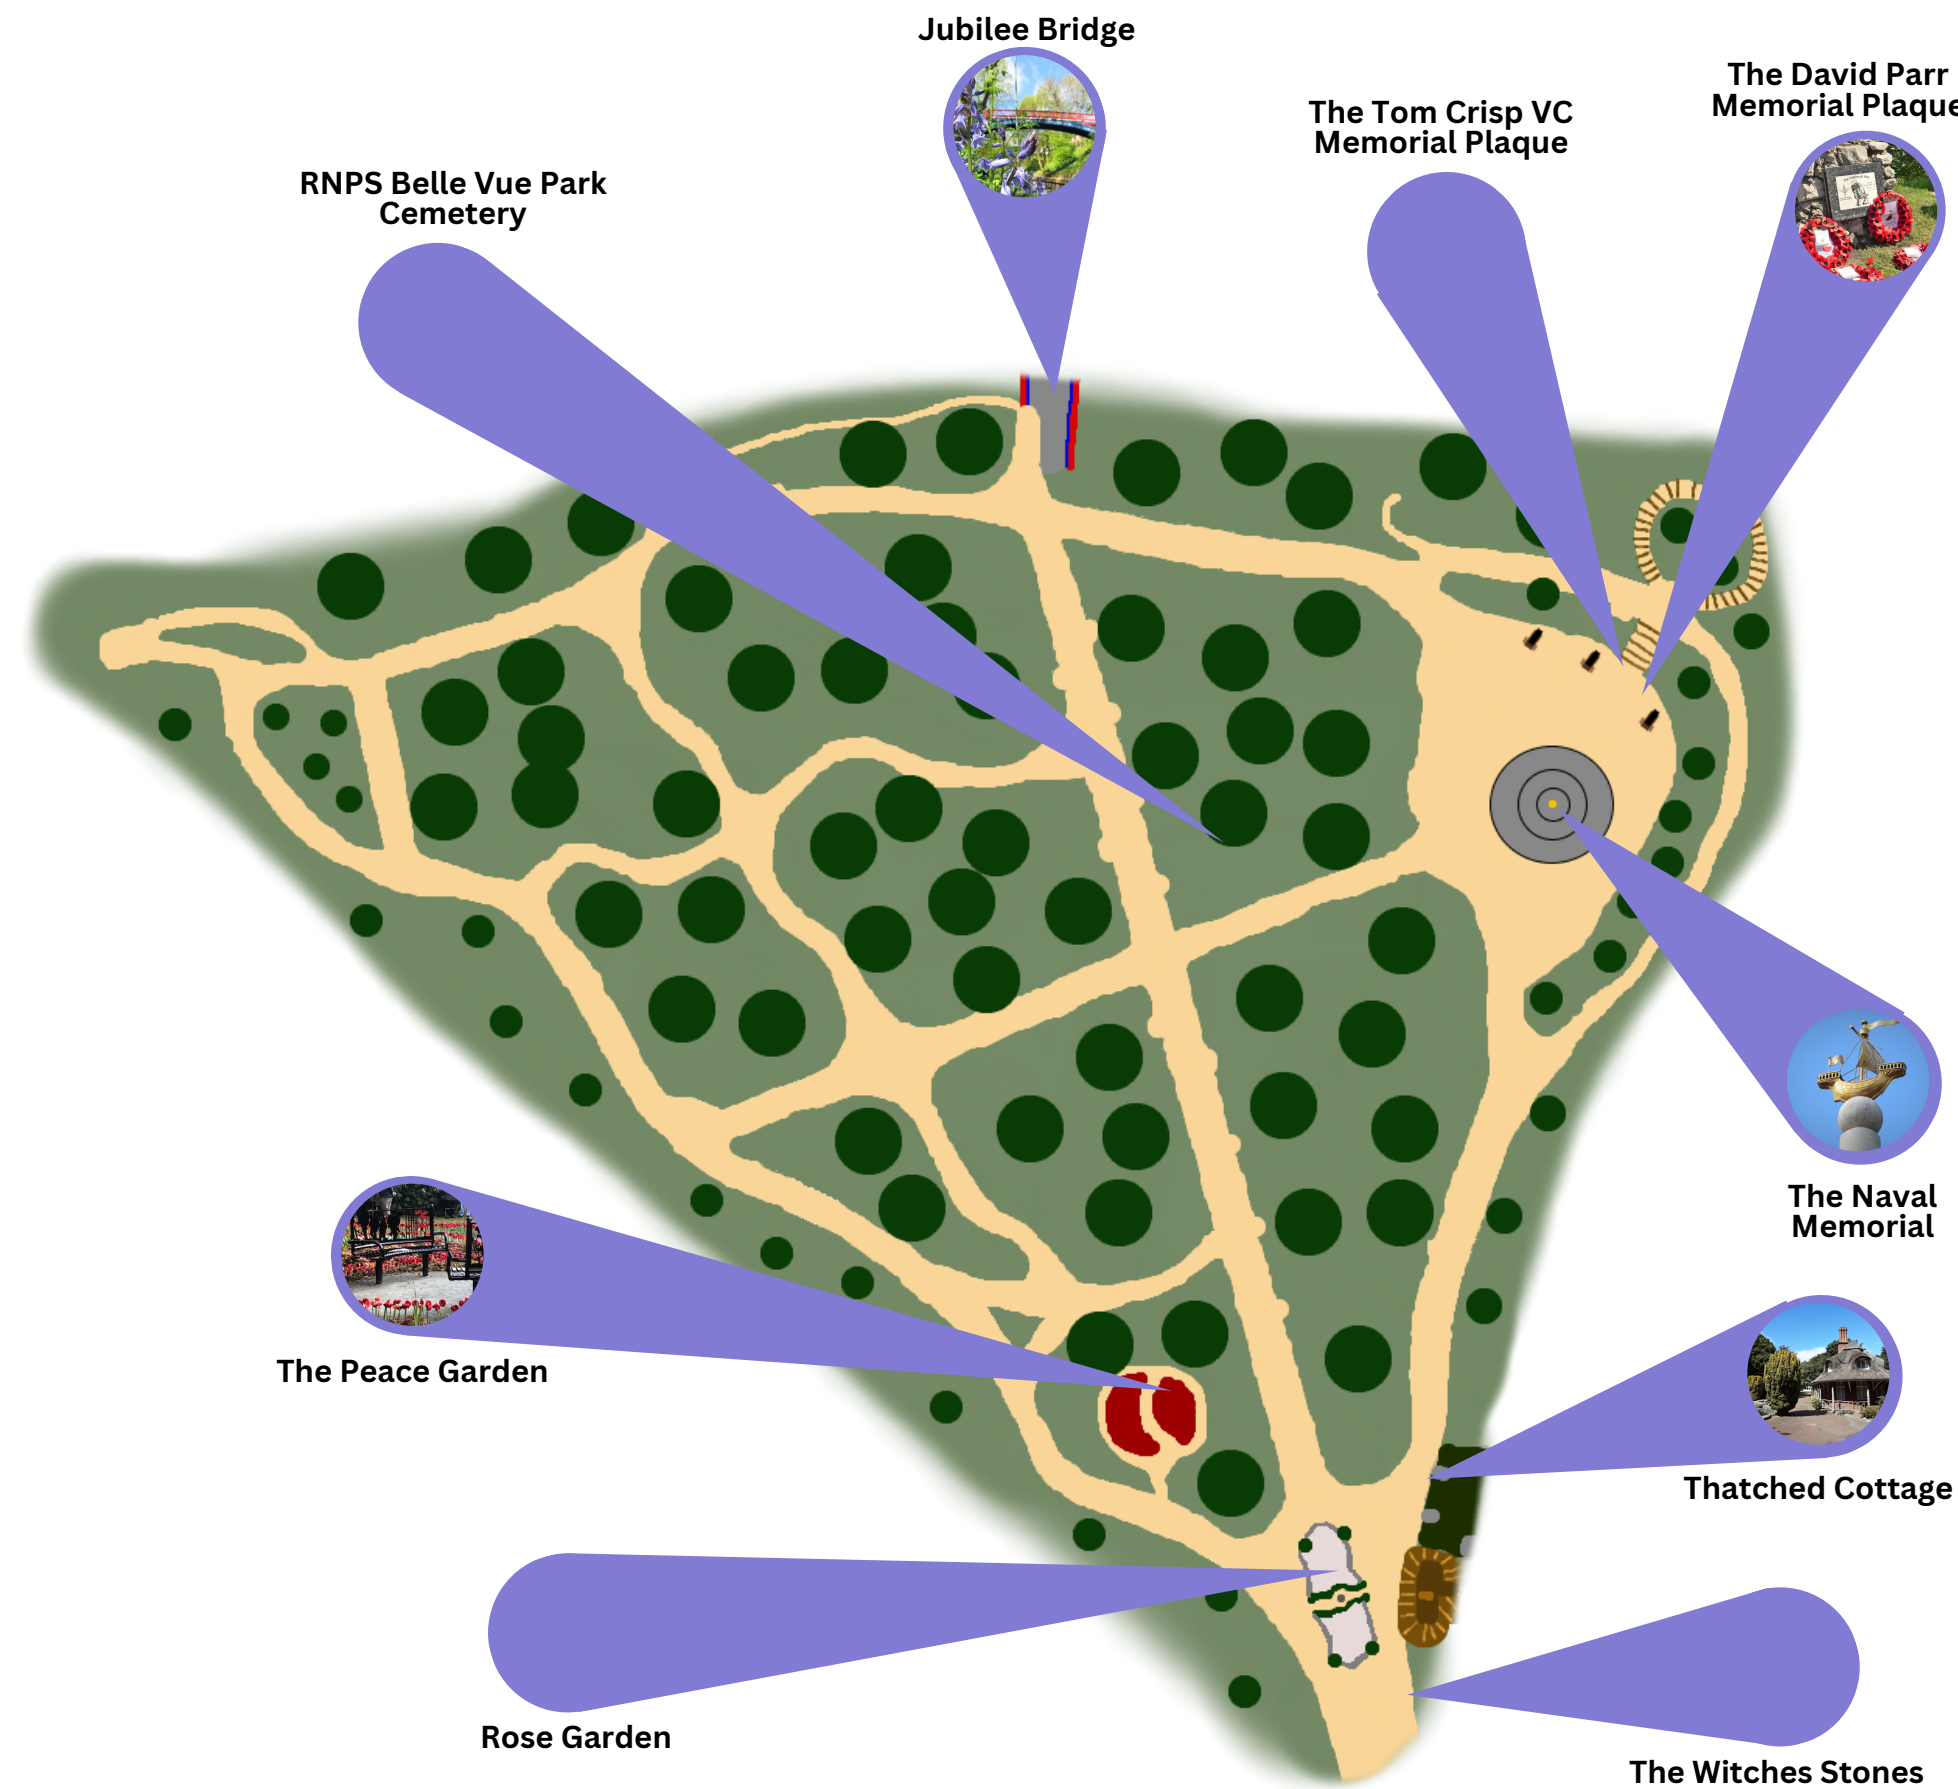 Jubilee Bridge
The David Parr
Memorial Plaque
The Tom Crisp VC
Memorial Plaque
RNPS Belle Vue Park
Cemetery
The Naval
Memorial
The Peace Garden
Thatched Cottage
Rose Garden
The Witches Stones